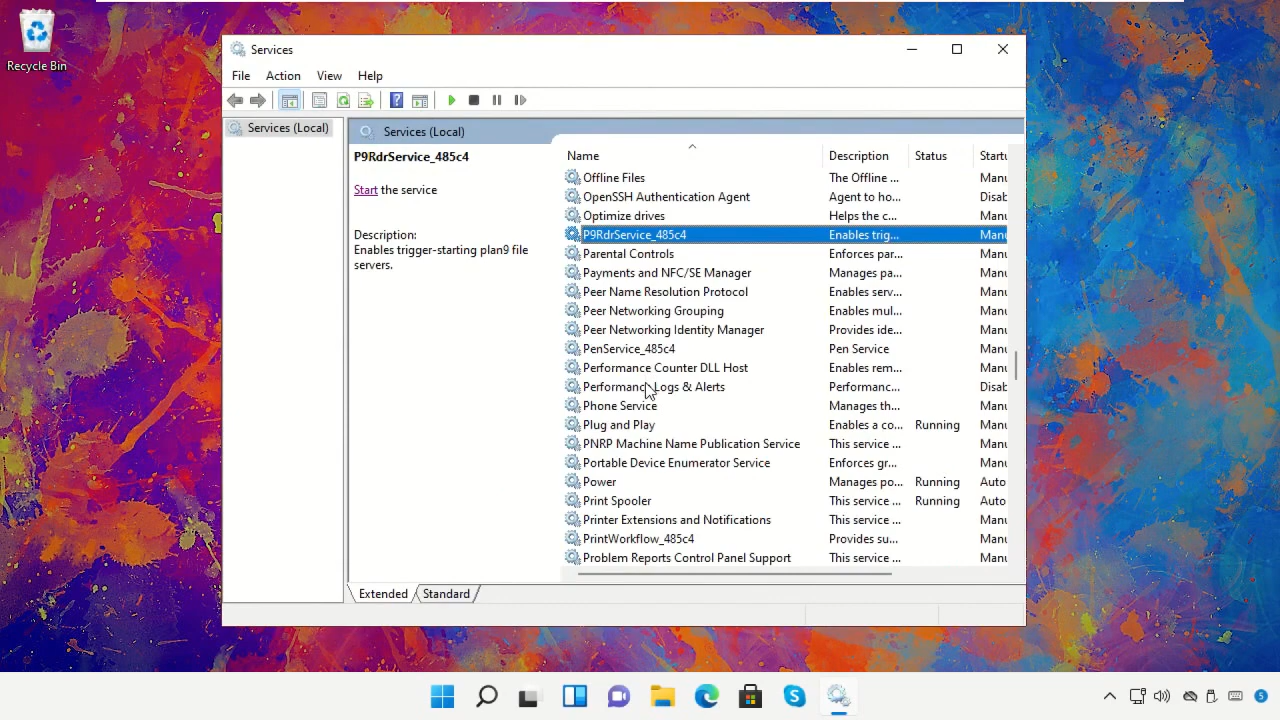 Recycle Bin
Services
File Action View Help
Services (Local)
Services (Local)
P9RdrService_485c4
Start the service
Description:
Enables trigger-starting plan9 file
servers.
Name Description Status Startu
Offline Files The Offline ... Manu
OpenSSH Authentication Agent Agent to ho... Disab
Optimize drives Helps the c... Manu
P9RdrService_485c4 Enables trig... Manu
Parental Controls Enforces par... Manu
Payments and NFC/SE Manager Manages pa... Manu
Peer Name Resolution Protocol Enables serv... Manu
Peer Networking Grouping Enables mul... Manu
Peer Networking Identity Manager Provides ide... Manu
PenService_485c4 Pen Service Manu
Performance Counter DLL Host Enables rem... Manu
Performance Logs & Alerts Performanc... Disab
Phone Service Manages th... Manu
Plug and Play Enables a co... Running Manu
PNRP Machine Name Publication Service This service ... Manu
Portable Device Enumerator Service Enforces gr... Manu
Power Manages po... Running Auto
Print Spooler This service ... Running Auto
Printer Extensions and Notifications This service ... Manu
PrintWorkflow_485c4 Provides su... Manu
Problem Reports Control Panel Support This service ... Manu
Extended Standard
5